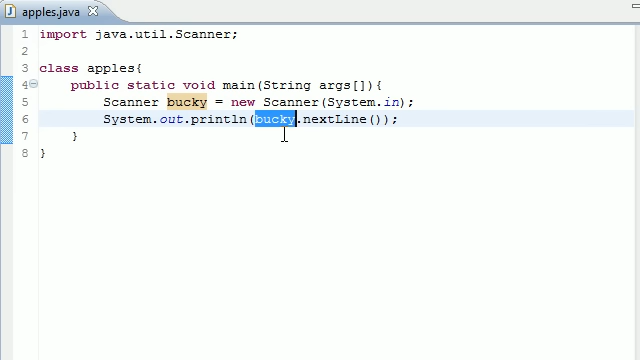 apples.java
1 import java.util.Scanner;
2
3 class apples{
4 public static void main(String args[]){
5 Scanner bucky = new Scanner(System.in);
6 System.out.println(bucky.nextLine());
7 }
8 }